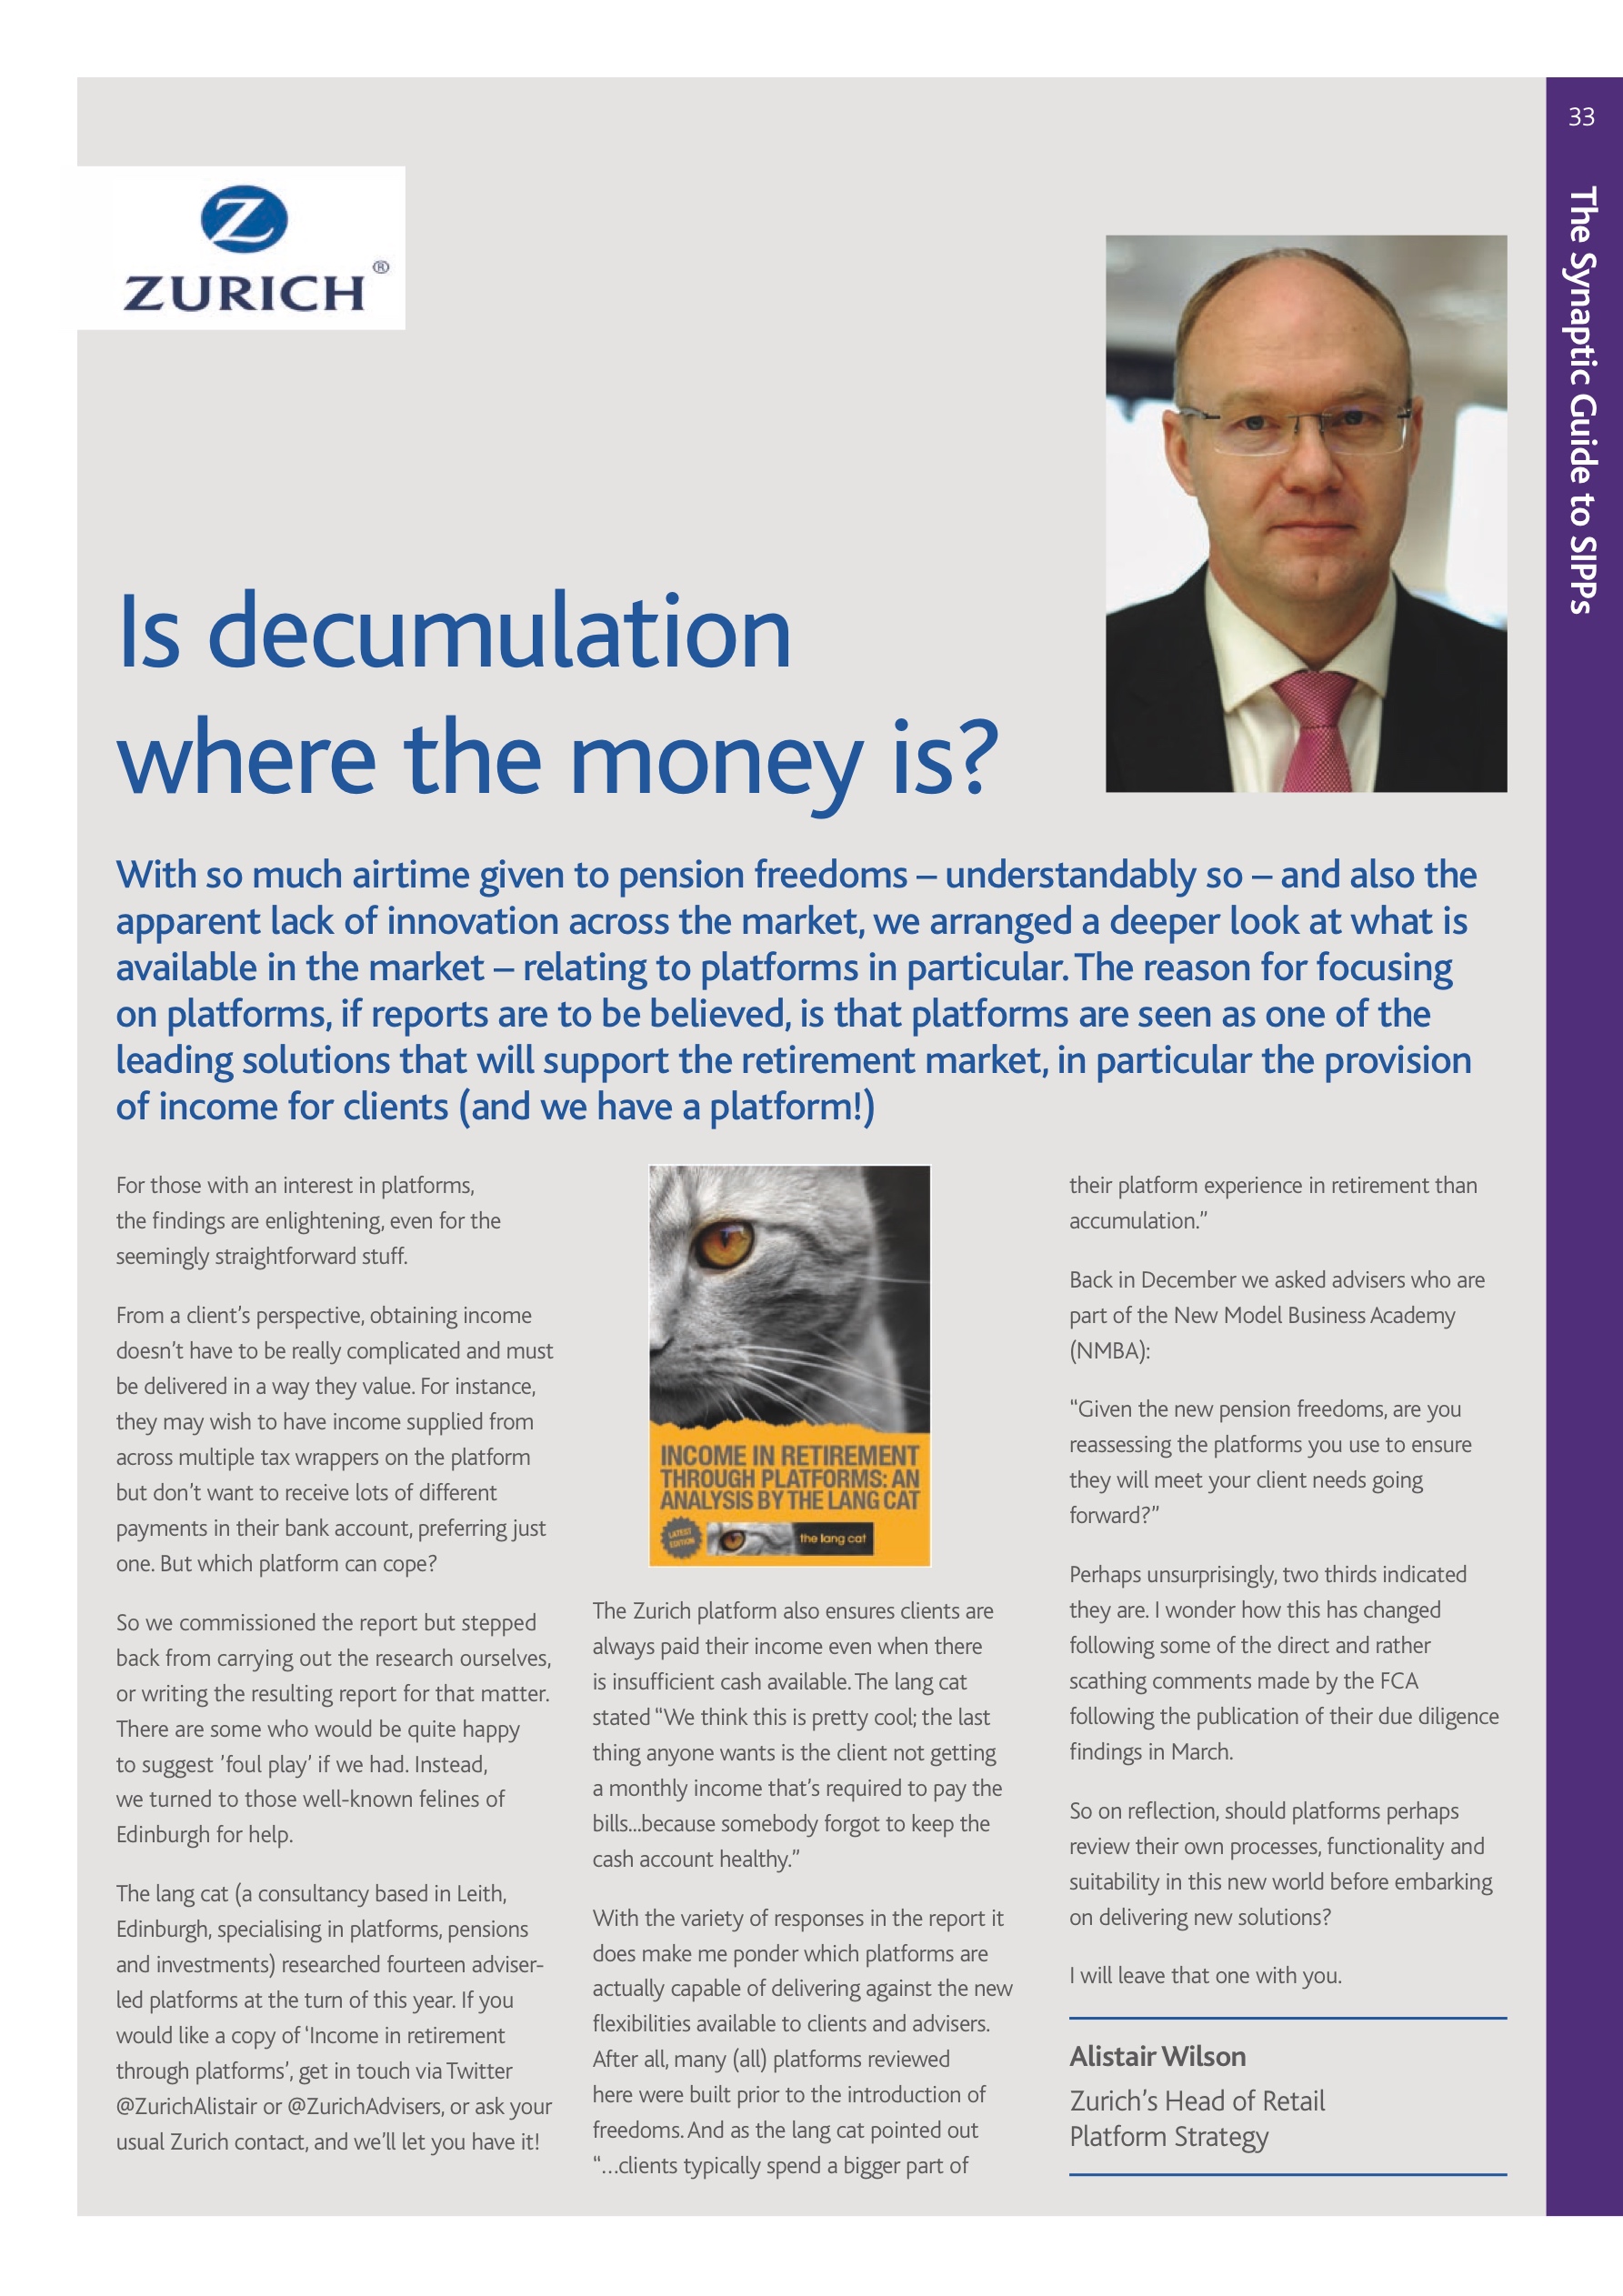 33
The Synaptic Guide to SIPPs
Z
ZURICH®
Is decumulation
where the money is?
With so much airtime given to pension freedoms – understandably so – and also the
apparent lack of innovation across the market, we arranged a deeper look at what is
available in the market – relating to platforms in particular. The reason for focusing
on platforms, if reports are to be believed, is that platforms are seen as one of the
leading solutions that will support the retirement market, in particular the provision
of income for clients (and we have a platform!)
For those with an interest in platforms,
the findings are enlightening, even for the
seemingly straightforward stuff.
From a client’s perspective, obtaining income
doesn’t have to be really complicated and must
be delivered in a way they value. For instance,
they may wish to have income supplied from
across multiple tax wrappers on the platform
but don’t want to receive lots of different
payments in their bank account, preferring just
one. But which platform can cope?
So we commissioned the report but stepped
back from carrying out the research ourselves,
or writing the resulting report for that matter.
There are some who would be quite happy
to suggest ’foul play’ if we had. Instead,
we turned to those well-known felines of
Edinburgh for help.
The lang cat (a consultancy based in Leith,
Edinburgh, specialising in platforms, pensions
and investments) researched fourteen adviser-
led platforms at the turn of this year. If you
would like a copy of ‘Income in retirement
through platforms’, get in touch via Twitter
@ZurichAlistair or @ZurichAdvisers, or ask your
usual Zurich contact, and we’ll let you have it!
INCOME IN RETIREMENT
THROUGH PLATFORMS: AN
ANALYSIS BY THE LANG CAT
LATEST
EDITION
the lang cat
The Zurich platform also ensures clients are
always paid their income even when there
is insufficient cash available. The lang cat
stated “We think this is pretty cool; the last
thing anyone wants is the client not getting
a monthly income that’s required to pay the
bills...because somebody forgot to keep the
cash account healthy.”
With the variety of responses in the report it
does make me ponder which platforms are
actually capable of delivering against the new
flexibilities available to clients and advisers.
After all, many (all) platforms reviewed
here were built prior to the introduction of
freedoms. And as the lang cat pointed out
“…clients typically spend a bigger part of
their platform experience in retirement than
accumulation.”
Back in December we asked advisers who are
part of the New Model Business Academy
(NMBA):
“Given the new pension freedoms, are you
reassessing the platforms you use to ensure
they will meet your client needs going
forward?”
Perhaps unsurprisingly, two thirds indicated
they are. I wonder how this has changed
following some of the direct and rather
scathing comments made by the FCA
following the publication of their due diligence
findings in March.
So on reflection, should platforms perhaps
review their own processes, functionality and
suitability in this new world before embarking
on delivering new solutions?
I will leave that one with you.
Alistair Wilson
Zurich’s Head of Retail
Platform Strategy